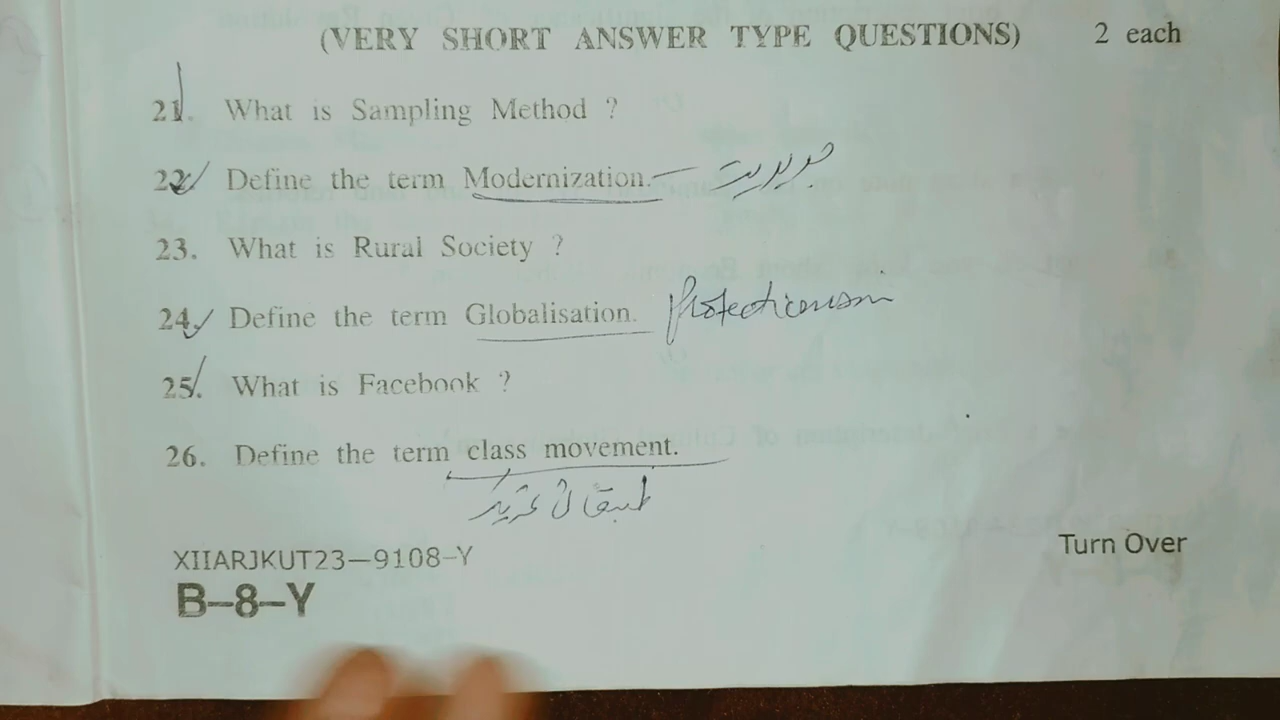 (VERY SHORT ANSWER TYPE QUESTIONS) 2 each
21. What is Sampling Method ?
22. Define the term Modernization. — جدیدیت
23. What is Rural Society ?
24. Define the term Globalisation. Protectionism
25. What is Facebook ?
26. Define the term class movement.
طبقاتی تحریک
XIIARJKUT23—9108-Y
Turn Over
B–8–Y